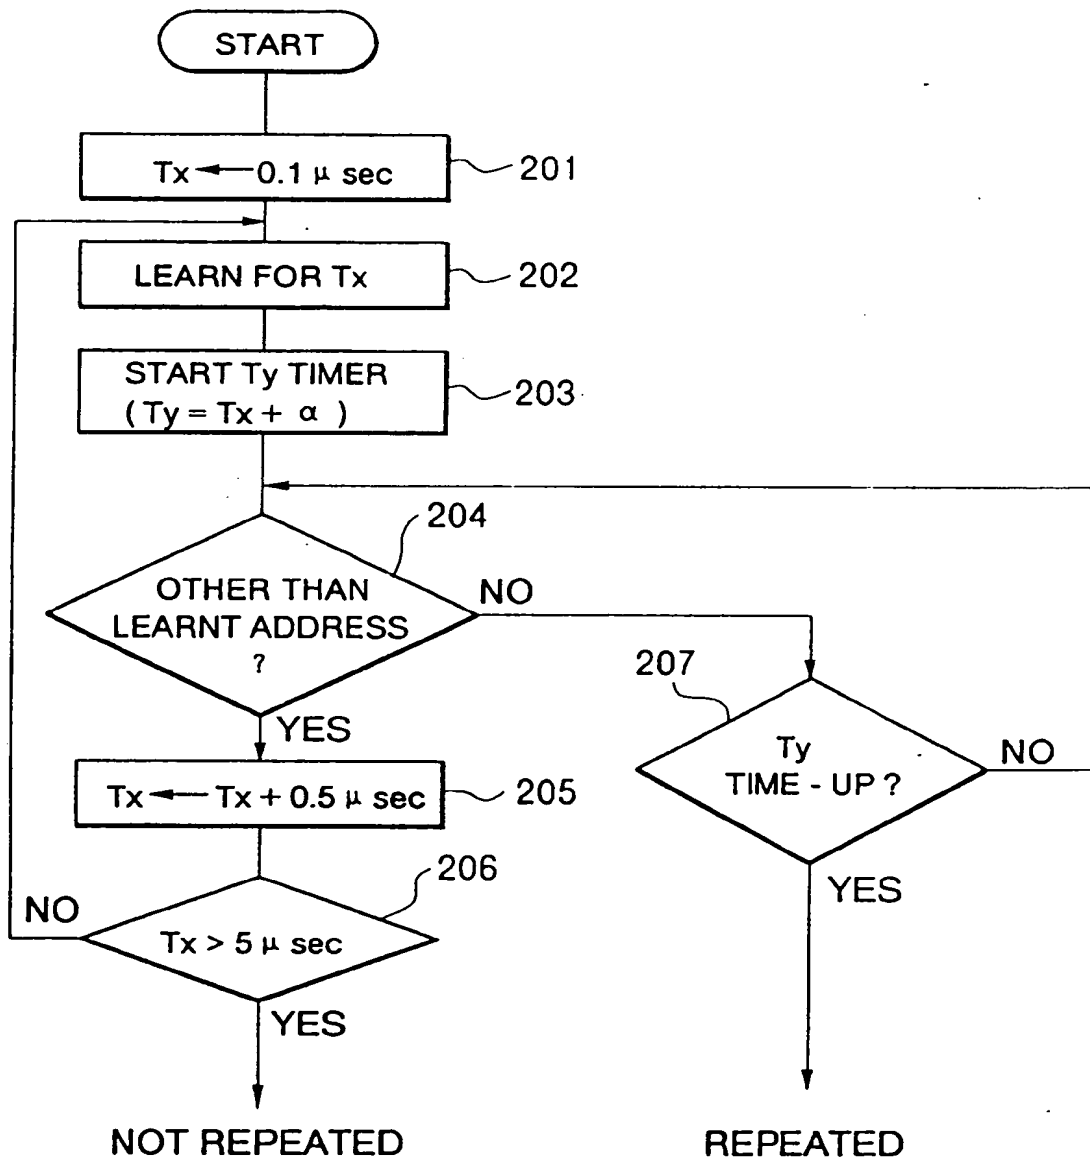 START
Tx ← 0.1 μ sec
201
LEARN FOR Tx
202
START Ty TIMER
( Ty = Tx + α )
203
204
OTHER THAN
LEARNT ADDRESS
?
NO
YES
207
Ty
TIME - UP ?
NO
YES
Tx ← Tx + 0.5 μ sec
205
206
Tx > 5 μ sec
NO
YES
NOT REPEATED
REPEATED